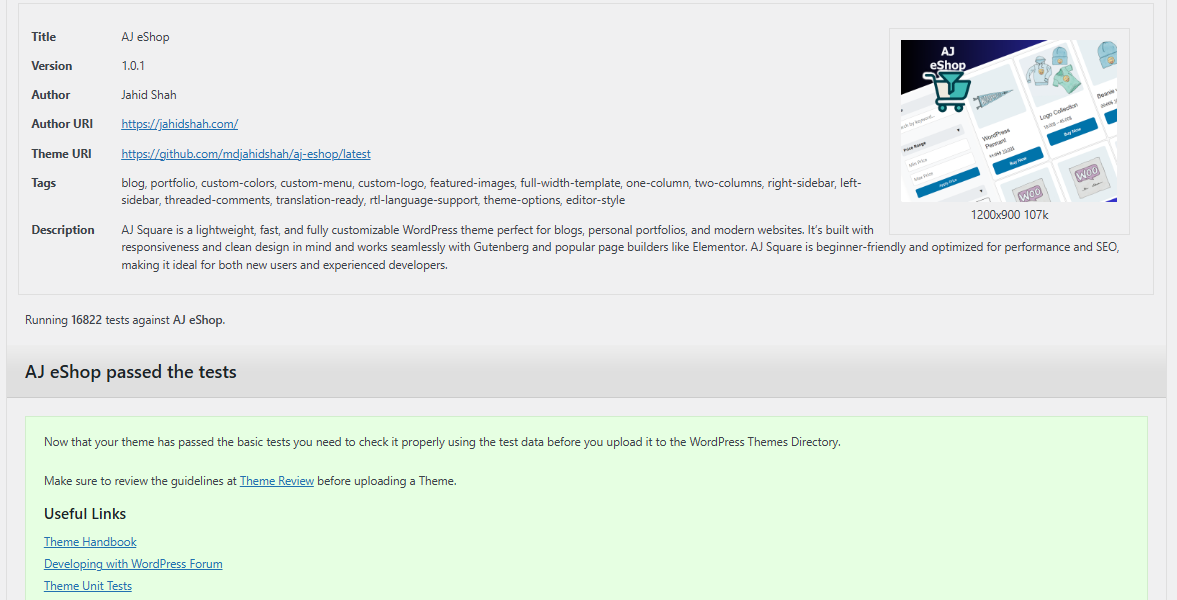 Title AJ eShop
Version 1.0.1
Author Jahid Shah
Author URI https://jahidshah.com/
Theme URI https://github.com/mdjahidshah/aj-eshop/latest
Tags blog, portfolio, custom-colors, custom-menu, custom-logo, featured-images, full-width-template, one-column, two-columns, right-sidebar, left-
sidebar, threaded-comments, translation-ready, rtl-language-support, theme-options, editor-style
Description AJ Square is a lightweight, fast, and fully customizable WordPress theme perfect for blogs, personal portfolios, and modern websites. It's built with
responsiveness and clean design in mind and works seamlessly with Gutenberg and popular page builders like Elementor. AJ Square is beginner-friendly and optimized for performance and SEO,
making it ideal for both new users and experienced developers.
AJ
eShop
Price Range
Min Price
Max Price
Apply Price
WordPress
Pennant
Buy Now
Logo Collection
Buy Now
Beanie
WOO
WOO
1200x900 107k
Running 16822 tests against AJ eShop.
AJ eShop passed the tests
Now that your theme has passed the basic tests you need to check it properly using the test data before you upload it to the WordPress Themes Directory.
Make sure to review the guidelines at Theme Review before uploading a Theme.
Useful Links
Theme Handbook
Developing with WordPress Forum
Theme Unit Tests